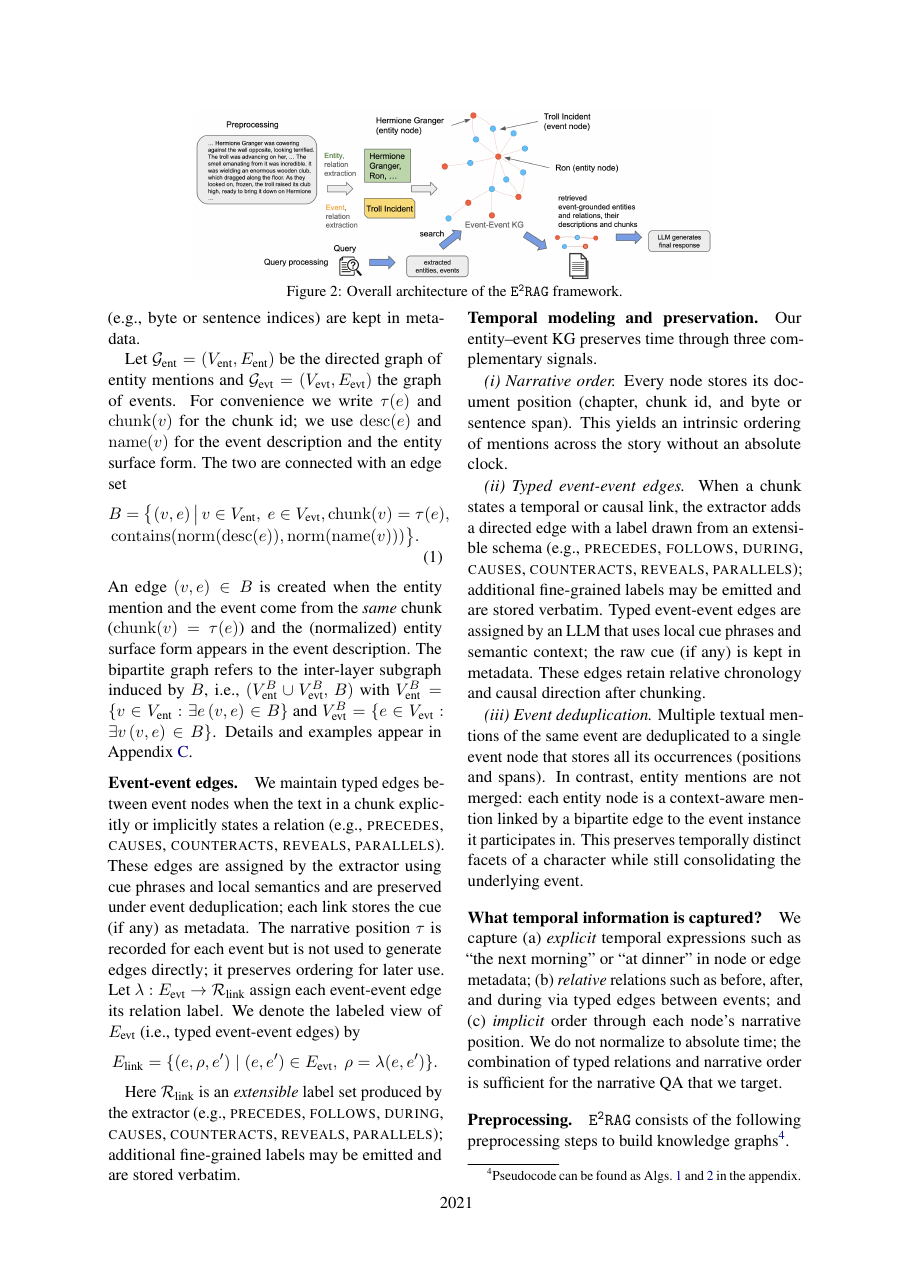 Preprocessing
... Hermione Granger was cowering
against the wall opposite, looking terrified.
The troll was advancing on her, ... The
smell emanating from it was incredible. It
was wielding an enormous wooden club,
which dragged along the floor. As they
looked on, frozen, the troll raised its club
high, ready to bring it down on Hermione
...
Entity,
relation
extraction
Hermione
Granger,
Ron, ...
Event,
relation
extraction
Troll Incident
Hermione Granger
(entity node)
Troll Incident
(event node)
Ron (entity node)
Event-Event KG
search
Query
Query processing
extracted
entities, events
retrieved
event-grounded entities
and relations, their
descriptions and chunks
LLM generates
final response
Figure 2: Overall architecture of the E²RAG framework.
(e.g., byte or sentence indices) are kept in meta-
data.
Let 𝒢ent = (Vent, Eent) be the directed graph of
entity mentions and 𝒢evt = (Vevt, Eevt) the graph
of events. For convenience we write τ(e) and
chunk(v) for the chunk id; we use desc(e) and
name(v) for the event description and the entity
surface form. The two are connected with an edge
set
B = {(v, e) | v ∈ Vent, e ∈ Vevt, chunk(v) = τ(e),
contains(norm(desc(e)), norm(name(v)))}.
(1)
An edge (v, e) ∈ B is created when the entity
mention and the event come from the same chunk
(chunk(v) = τ(e)) and the (normalized) entity
surface form appears in the event description. The
bipartite graph refers to the inter-layer subgraph
induced by B, i.e., (V^B_ent ∪ V^B_evt, B) with V^B_ent =
{v ∈ Vent : ∃e (v, e) ∈ B} and V^B_evt = {e ∈ Vevt :
∃v (v, e) ∈ B}. Details and examples appear in
Appendix C.
Event-event edges. We maintain typed edges be-
tween event nodes when the text in a chunk explic-
itly or implicitly states a relation (e.g., PRECEDES,
CAUSES, COUNTERACTS, REVEALS, PARALLELS).
These edges are assigned by the extractor using
cue phrases and local semantics and are preserved
under event deduplication; each link stores the cue
(if any) as metadata. The narrative position τ is
recorded for each event but is not used to generate
edges directly; it preserves ordering for later use.
Let λ : Eevt → ℛlink assign each event-event edge
its relation label. We denote the labeled view of
Eevt (i.e., typed event-event edges) by
Elink = {(e, ρ, e′) | (e, e′) ∈ Eevt, ρ = λ(e, e′)}.
Here ℛlink is an extensible label set produced by
the extractor (e.g., PRECEDES, FOLLOWS, DURING,
CAUSES, COUNTERACTS, REVEALS, PARALLELS);
additional fine-grained labels may be emitted and
are stored verbatim.
Temporal modeling and preservation. Our
entity–event KG preserves time through three com-
plementary signals.
(i) Narrative order. Every node stores its doc-
ument position (chapter, chunk id, and byte or
sentence span). This yields an intrinsic ordering
of mentions across the story without an absolute
clock.
(ii) Typed event-event edges. When a chunk
states a temporal or causal link, the extractor adds
a directed edge with a label drawn from an extensi-
ble schema (e.g., PRECEDES, FOLLOWS, DURING,
CAUSES, COUNTERACTS, REVEALS, PARALLELS);
additional fine-grained labels may be emitted and
are stored verbatim. Typed event-event edges are
assigned by an LLM that uses local cue phrases and
semantic context; the raw cue (if any) is kept in
metadata. These edges retain relative chronology
and causal direction after chunking.
(iii) Event deduplication. Multiple textual men-
tions of the same event are deduplicated to a single
event node that stores all its occurrences (positions
and spans). In contrast, entity mentions are not
merged: each entity node is a context-aware men-
tion linked by a bipartite edge to the event instance
it participates in. This preserves temporally distinct
facets of a character while still consolidating the
underlying event.
What temporal information is captured? We
capture (a) explicit temporal expressions such as
“the next morning” or “at dinner” in node or edge
metadata; (b) relative relations such as before, after,
and during via typed edges between events; and
(c) implicit order through each node’s narrative
position. We do not normalize to absolute time; the
combination of typed relations and narrative order
is sufficient for the narrative QA that we target.
Preprocessing. E²RAG consists of the following
preprocessing steps to build knowledge graphs⁴.
⁴Pseudocode can be found as Algs. 1 and 2 in the appendix.
2021